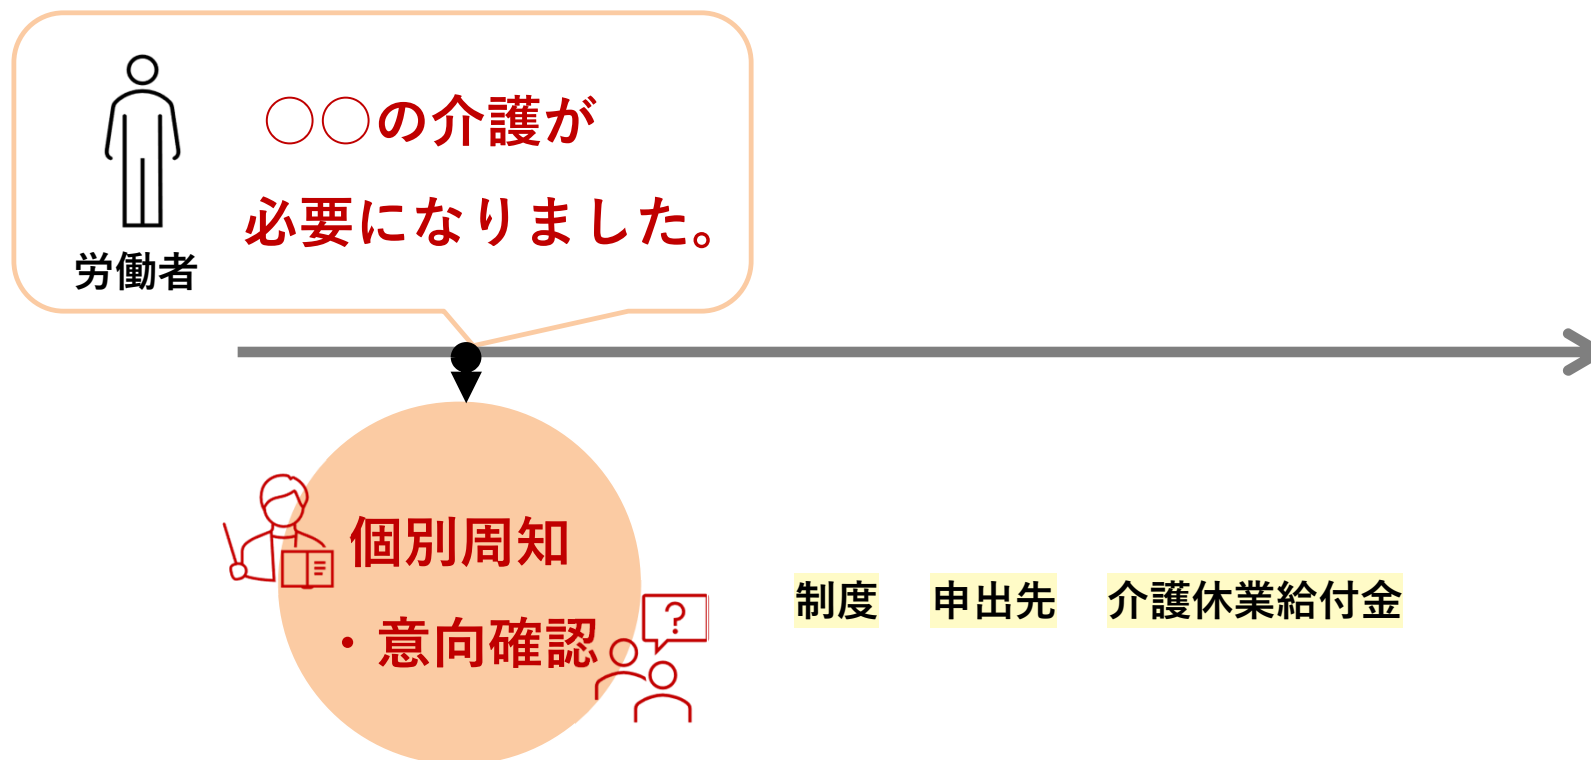 ○○の介護が
必要になりました。
労働者
個別周知
・意向確認
?
制度 申出先 介護休業給付金